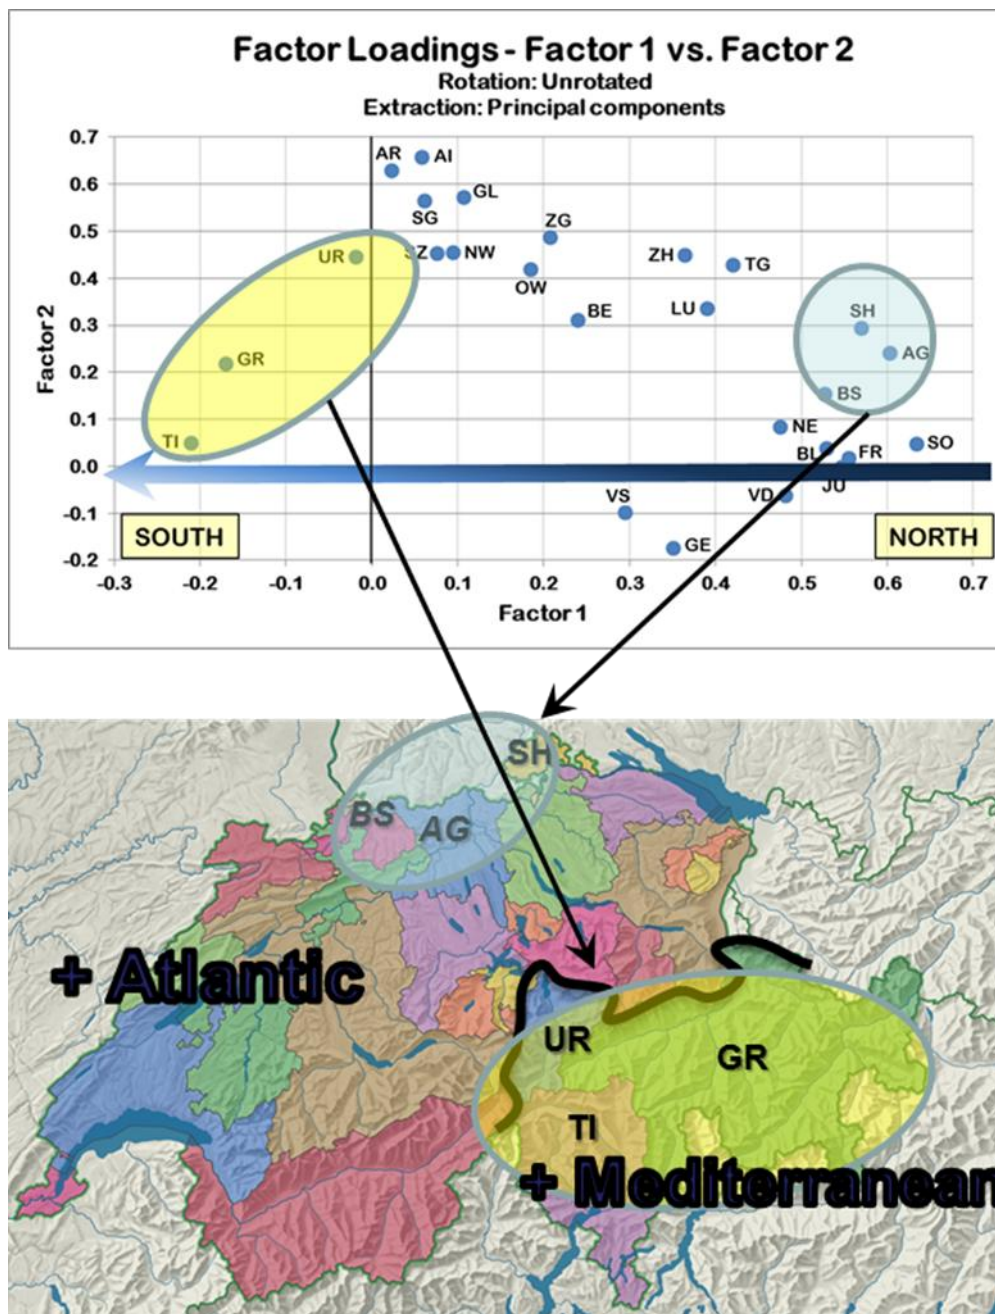 Factor Loadings - Factor 1 vs. Factor 2
Rotation: Unrotated
Extraction: Principal components
0.7
0.6
0.5
0.4
0.3
0.2
0.1
0.0
-0.1
-0.2
Factor 2
AR
AI
SG
GL
ZG
UR
SZ
NW
OW
ZH
TG
BE
LU
SH
GR
AG
BS
TI
NE
BL
FR
SO
JU
VS
VD
GE
SOUTH
NORTH
-0.3
-0.2
-0.1
0.0
0.1
0.2
0.3
0.4
0.5
0.6
0.7
Factor 1
SH
BS
AG
+ Atlantic
UR
GR
TI
+ Mediterranean